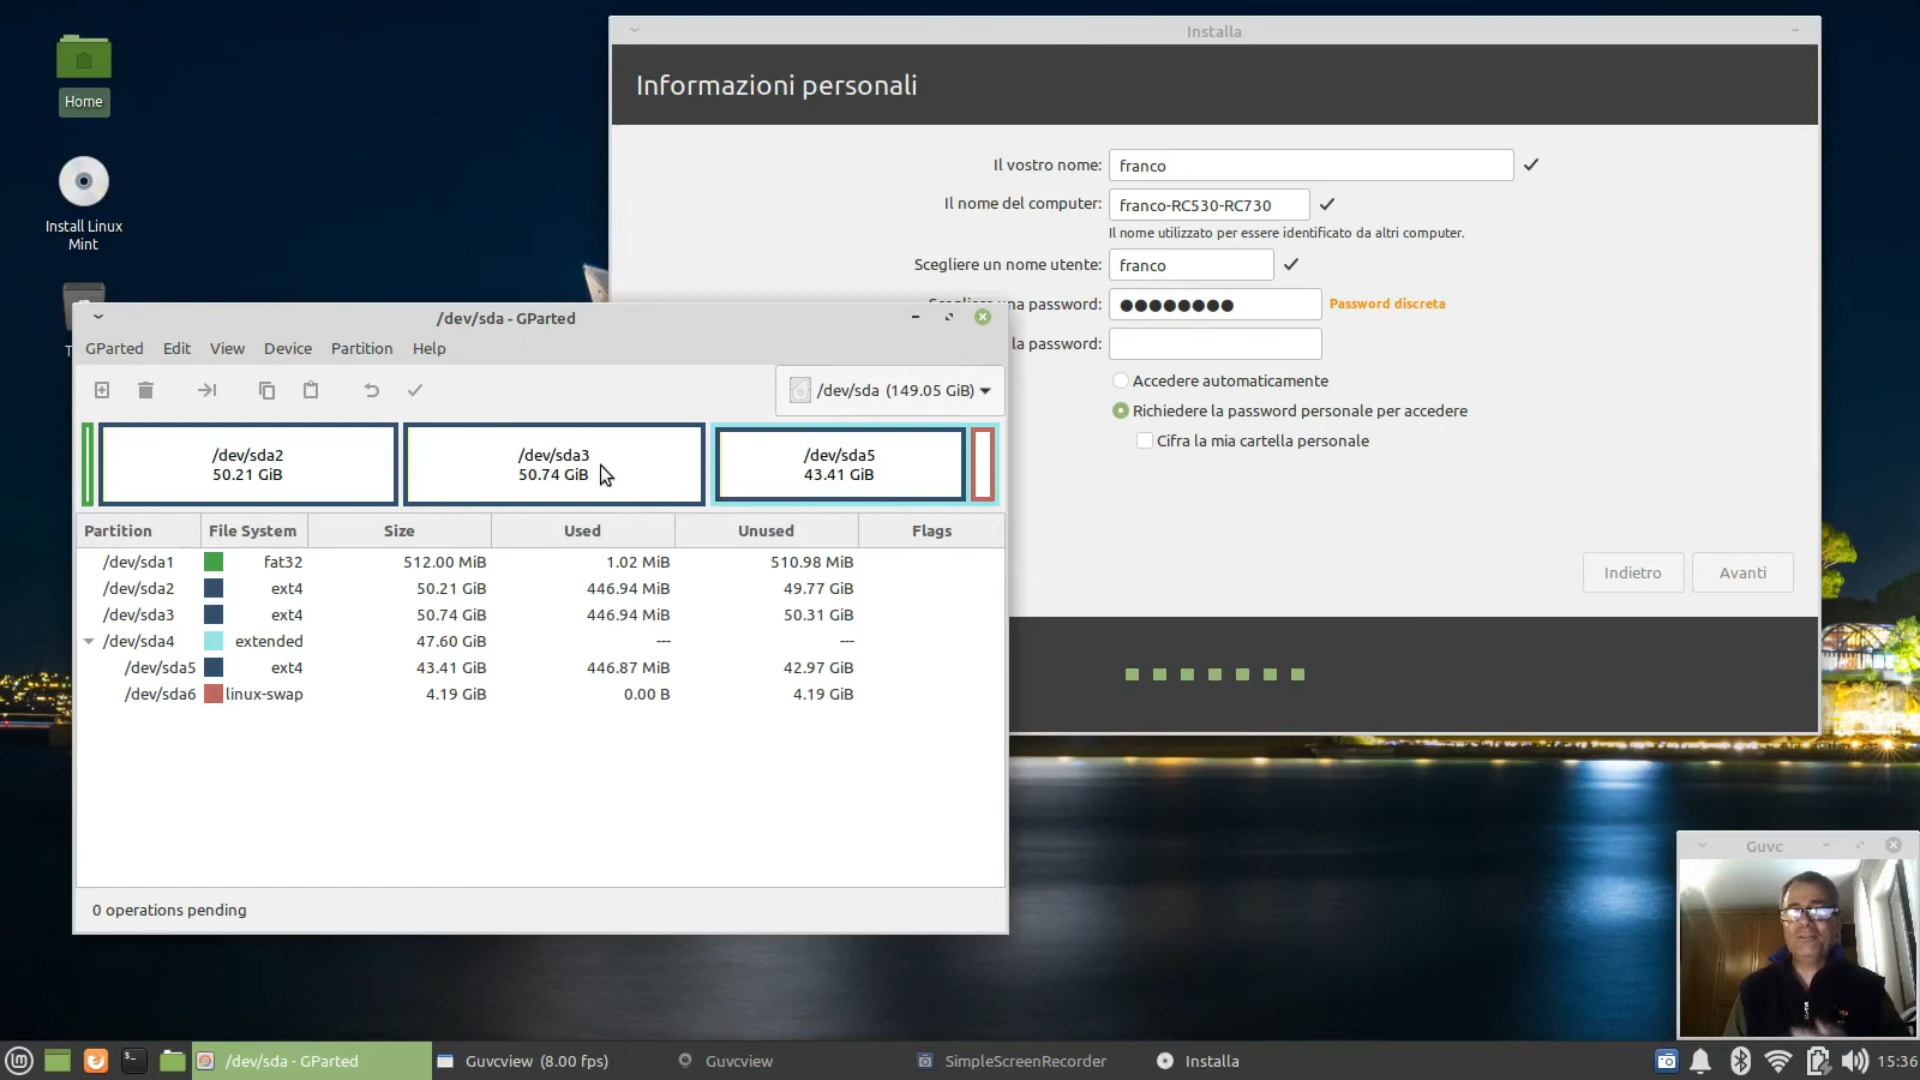 Home
Install Linux
Mint
T
Installa
Informazioni personali
Il vostro nome: franco
Il nome del computer: franco-RC530-RC730
Il nome utilizzato per essere identificato da altri computer.
Scegliere un nome utente: franco
una password: ●●●●●●●● Password discreta
la password:
Accedere automaticamente
Richiedere la password personale per accedere
Cifra la mia cartella personale
Indietro Avanti
/dev/sda - GParted
GParted Edit View Device Partition Help
/dev/sda (149.05 GiB)
/dev/sda2
50.21 GiB
/dev/sda3
50.74 GiB
/dev/sda5
43.41 GiB
Partition File System Size Used Unused Flags
/dev/sda1 fat32 512.00 MiB 1.02 MiB 510.98 MiB
/dev/sda2 ext4 50.21 GiB 446.94 MiB 49.77 GiB
/dev/sda3 ext4 50.74 GiB 446.94 MiB 50.31 GiB
/dev/sda4 extended 47.60 GiB --- ---
/dev/sda5 ext4 43.41 GiB 446.87 MiB 42.97 GiB
/dev/sda6 linux-swap 4.19 GiB 0.00 B 4.19 GiB
0 operations pending
Guvc
/dev/sda - GParted Guvcview (8.00 fps) Guvcview SimpleScreenRecorder Installa 15:36